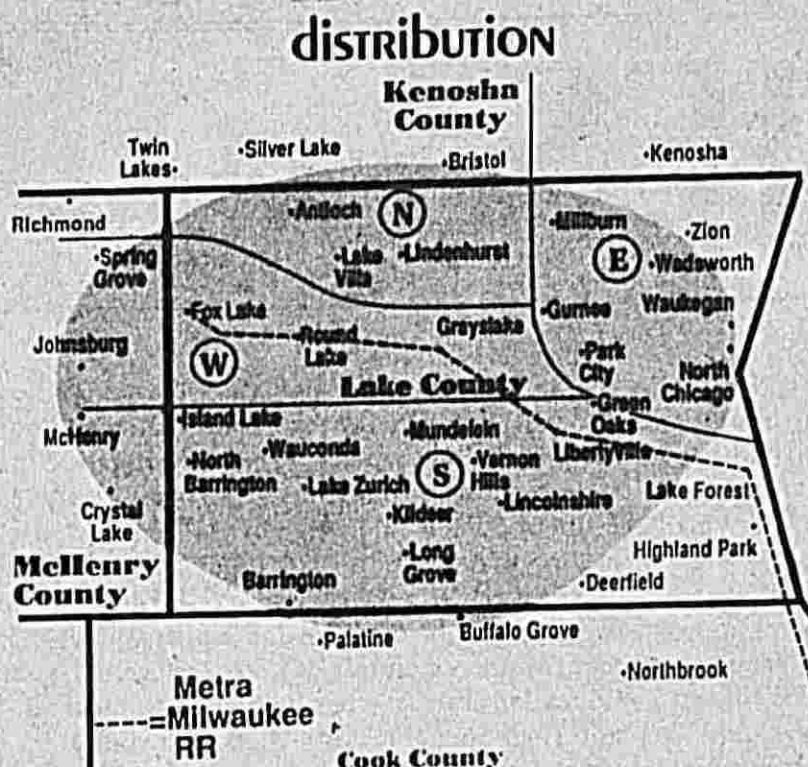 distribution
Kenosha
County
Twin
Lakes
Silver Lake
Bristol
Kenosha
Richmond
Antioch
N
Millburn
Zion
Spring
Grove
Lake
Villa
Lindenhurst
E
Wadsworth
Fox Lake
Round
Lake
Grayslake
Gurnee
Waukegan
Johnsburg
W
Park
City
North
Chicago
Lake County
McHenry
Island Lake
Green
Oaks
Mundelein
Wauconda
North
Barrington
Lake Zurich
S
Vernon
Hills
Libertyville
Lincolnshire
Lake Forest
Crystal
Lake
Kildeer
McHenry
County
Long
Grove
Highland Park
Barrington
Deerfield
Palatine
Buffalo Grove
Northbrook
Metra
=Milwaukee
RR
Cook County